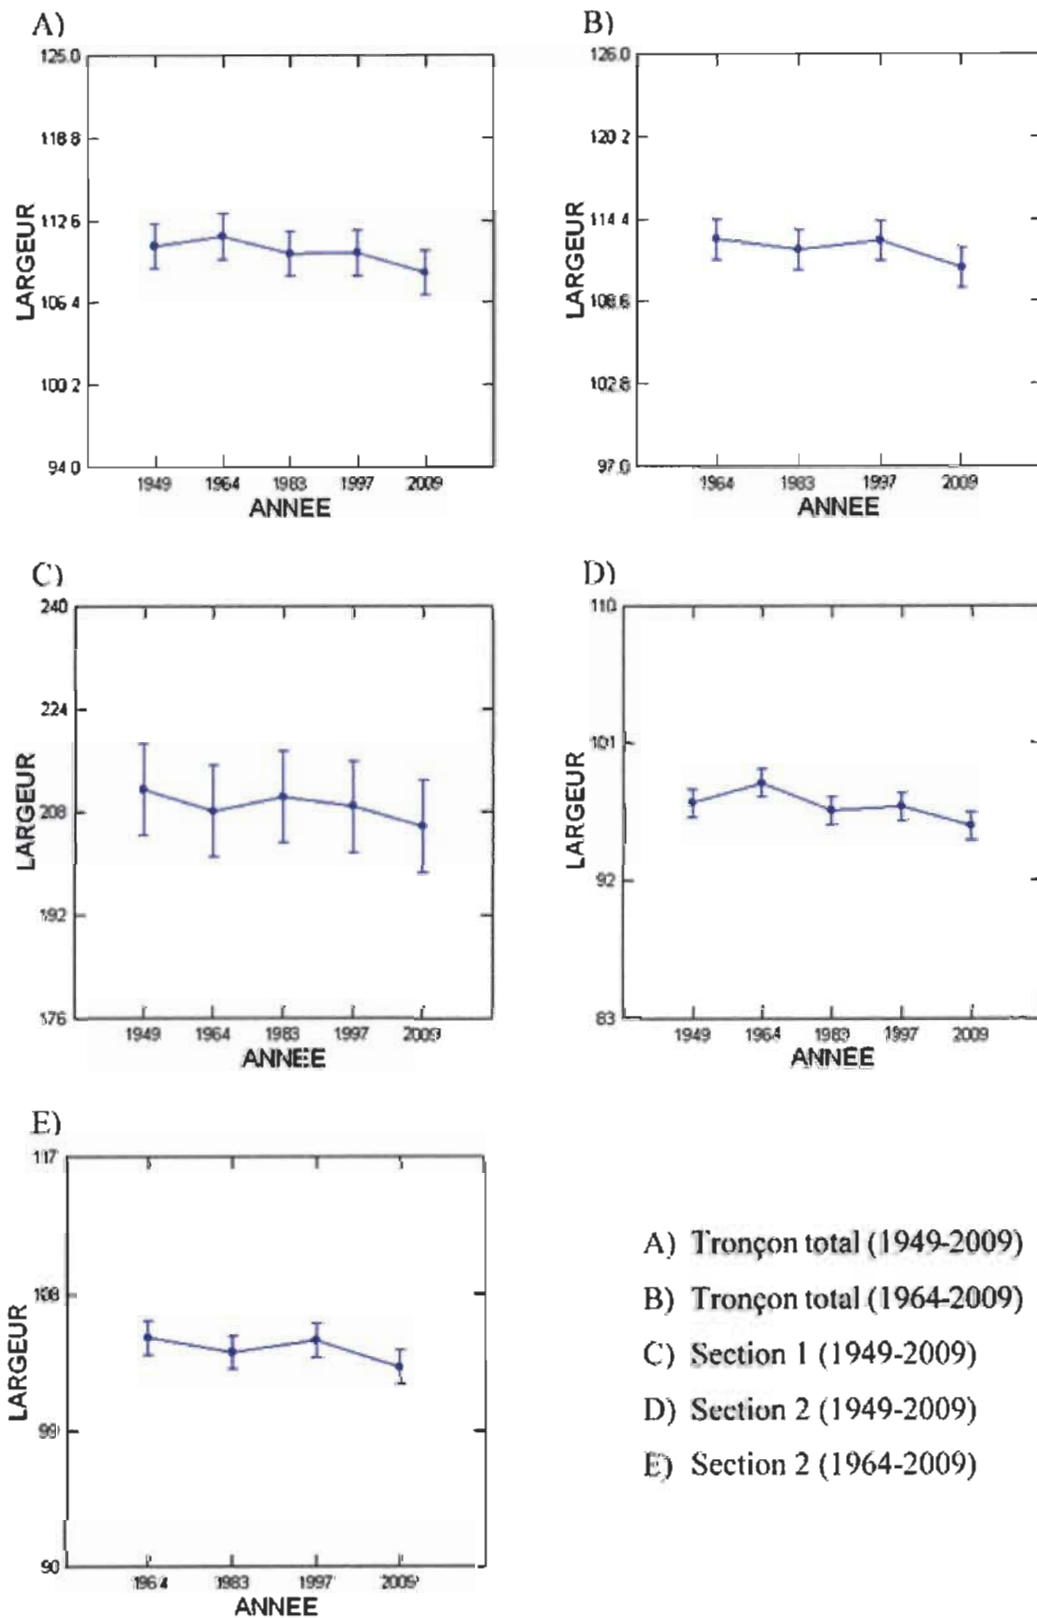 A)
125.0
118.8
112.6
106.4
100.2
94.0
LARGEUR
1949 1964 1983 1997 2009
ANNEE
B)
126.0
120.2
114.4
108.6
102.8
97.0
LARGEUR
1964 1983 1997 2009
ANNEE
C)
240
224
208
192
176
LARGEUR
1949 1964 1983 1997 2009
ANNEE
D)
110
101
92
83
LARGEUR
1949 1964 1983 1997 2009
ANNEE
E)
117
108
99
90
LARGEUR
1964 1983 1997 2009
ANNEE
A) Tronçon total (1949-2009)
B) Tronçon total (1964-2009)
C) Section 1 (1949-2009)
D) Section 2 (1949-2009)
E) Section 2 (1964-2009)